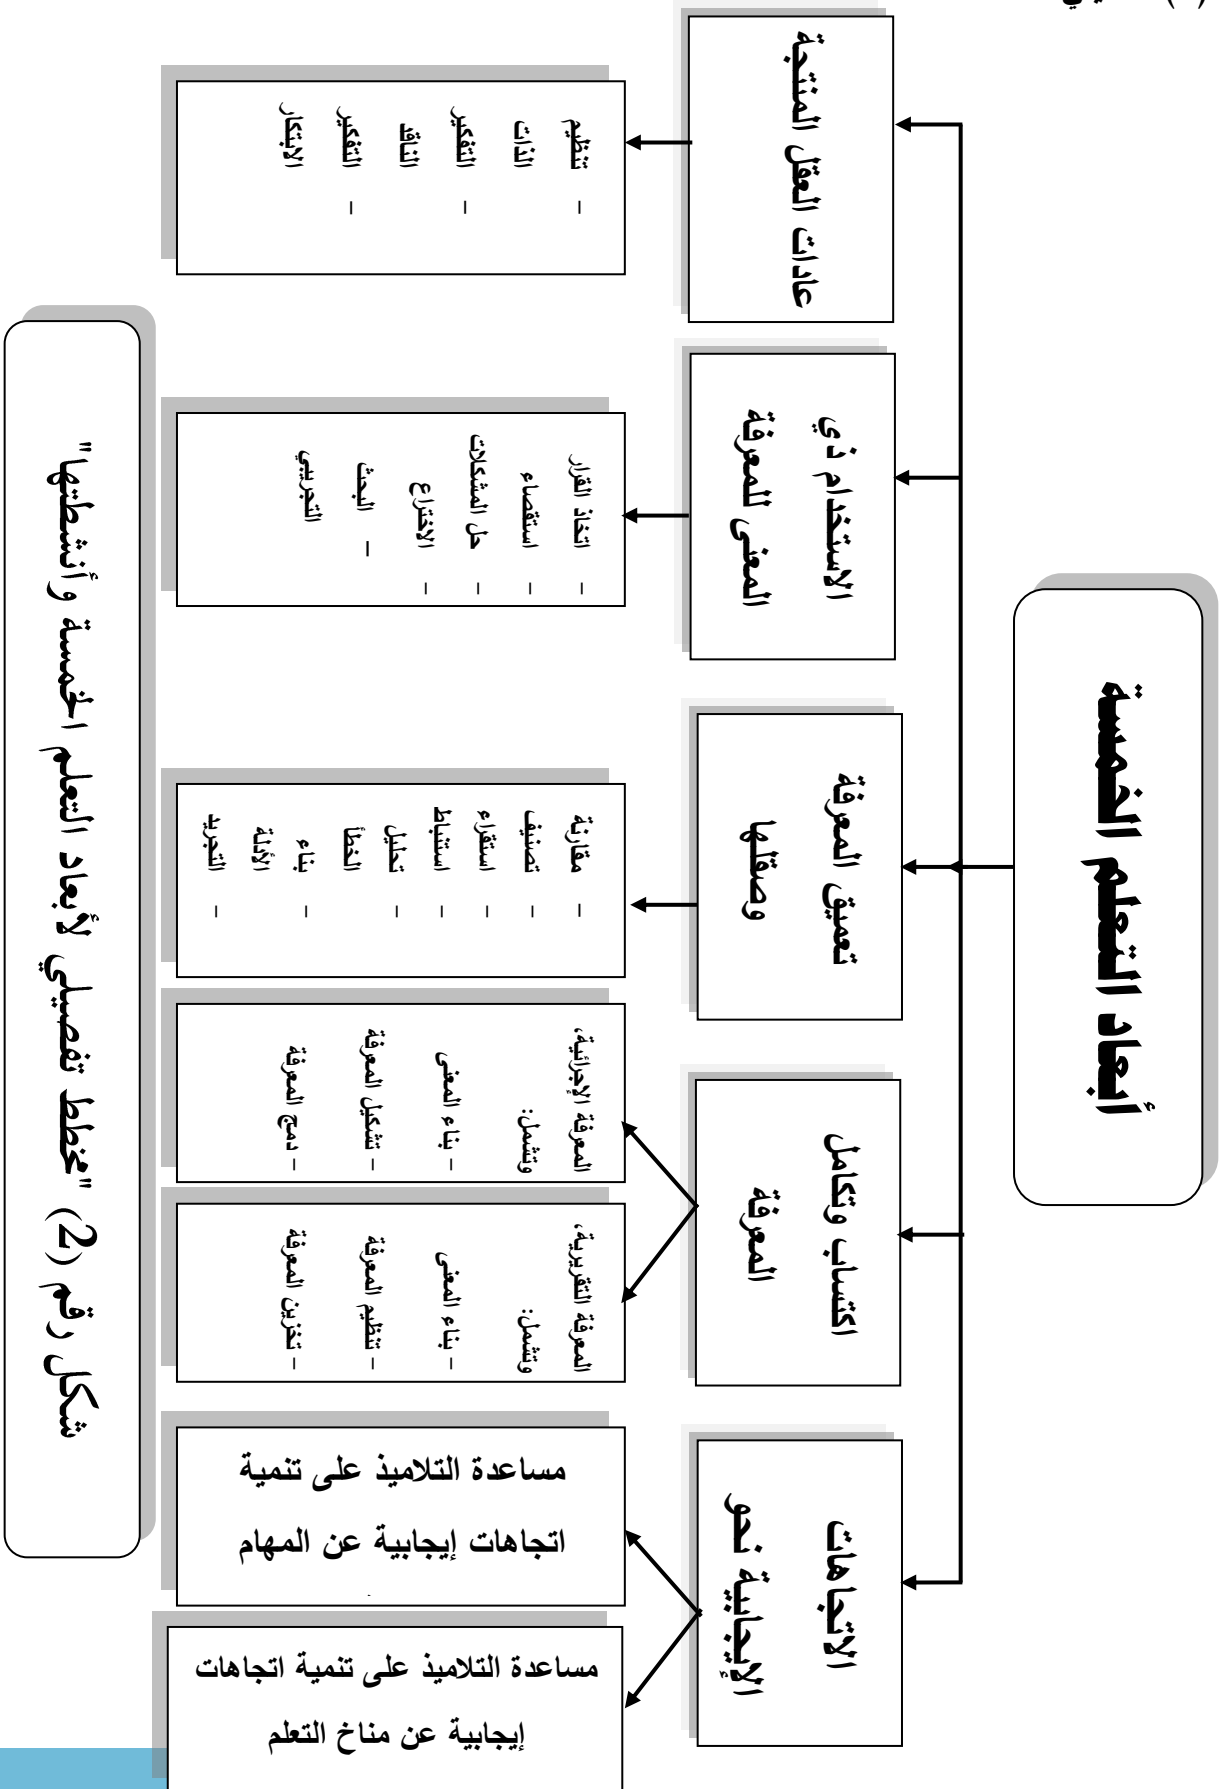 أبعاد التعلم الخمسة
الاتجاهات
الإيجابية نحو
مساعدة التلاميذ على تنمية
اتجاهات إيجابية عن المهام
مساعدة التلاميذ على تنمية اتجاهات
إيجابية عن مناخ التعلم
اكتساب وتكامل
المعرفة
المعرفة التقريرية،
وتشمل:
– بناء المعنى
– تنظيم المعرفة
– تخزين المعرفة
المعرفة الإجرائية،
وتشمل:
– بناء المعنى
– تشكيل المعرفة
– دمج المعرفة
تعميق المعرفة
وصقلها
– مقارنة
– تصنيف
– استقراء
– استنباط
– تحليل
الخطأ
– بناء
الأدلة
– التجريد
الاستخدام ذي
المعنى للمعرفة
– اتخاذ القرار
– استقصاء
– حل المشكلات
– الاختراع
– البحث
التجريبي
عادات العقل المنتجة
– تنظيم
الذات
– التفكير
الناقد
– التفكير
الابتكار
شكل رقم (2) "مخطط تفصيلي لأبعاد التعلم الخمسة وأنشطتها"